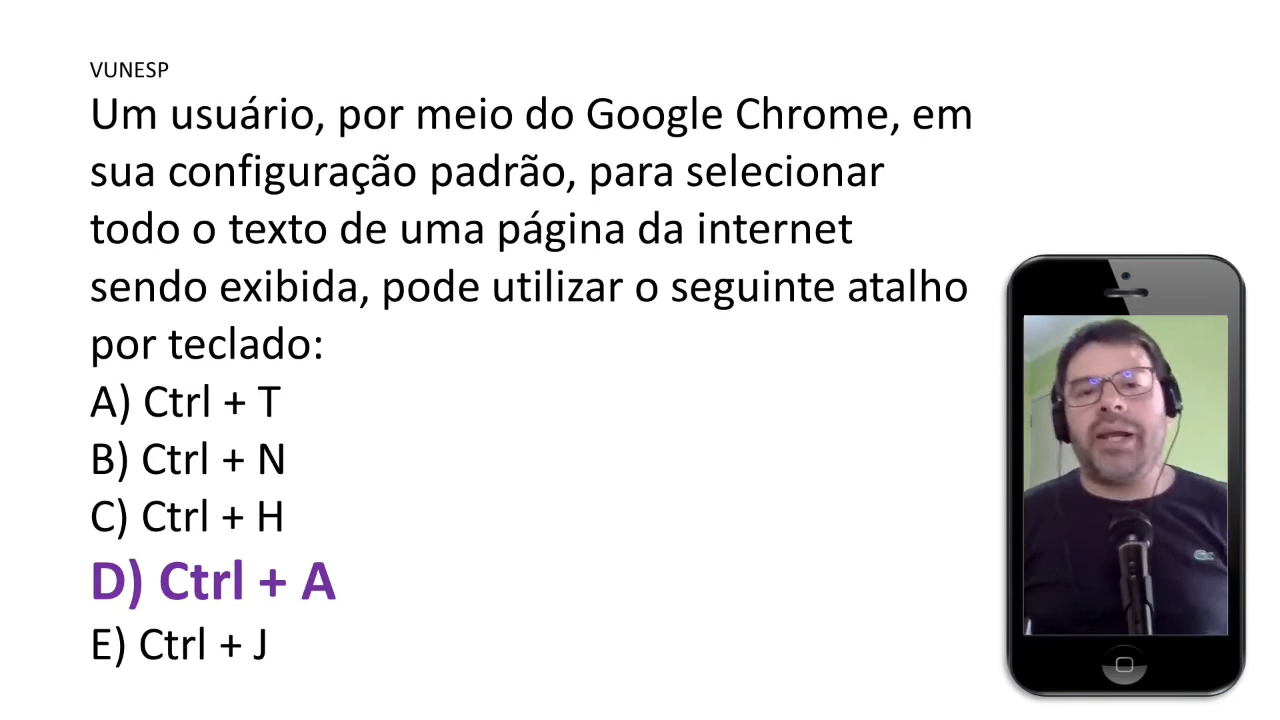 VUNESP
Um usuário, por meio do Google Chrome, em
sua configuração padrão, para selecionar
todo o texto de uma página da internet
sendo exibida, pode utilizar o seguinte atalho
por teclado:
A) Ctrl + T
B) Ctrl + N
C) Ctrl + H
D) Ctrl + A
E) Ctrl + J